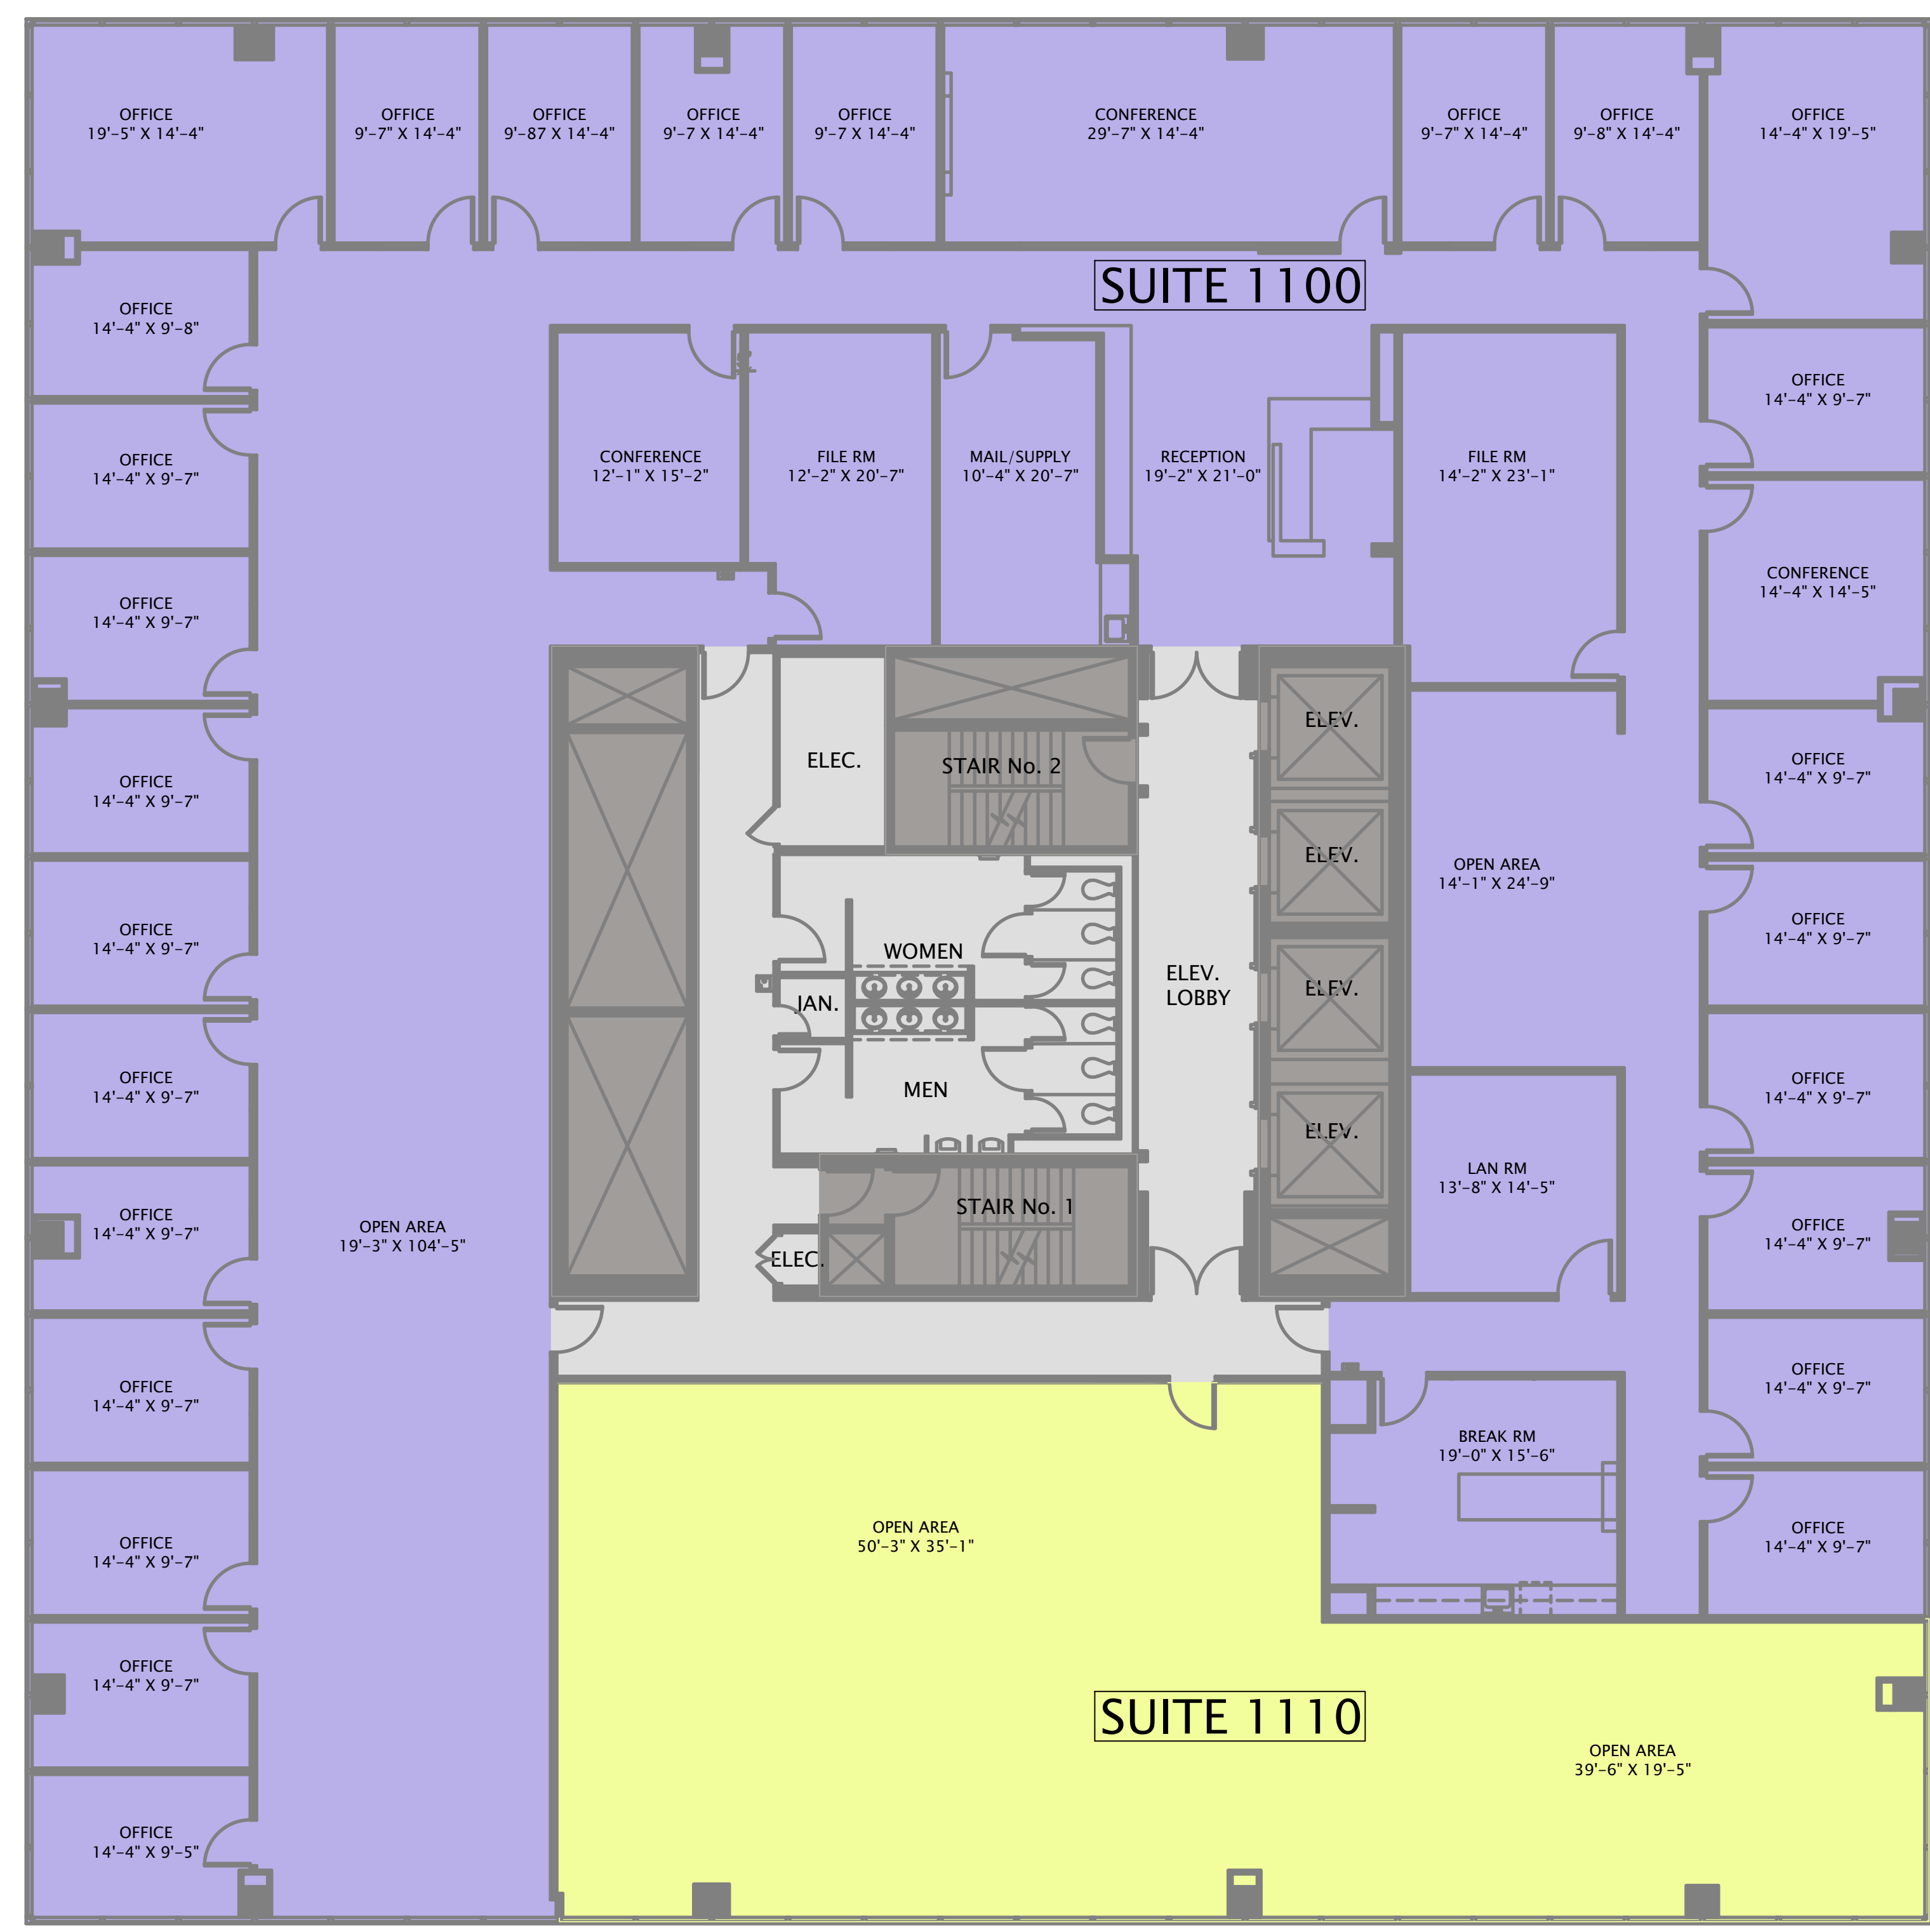 OFFICE
19'-5" X 14'-4"
OFFICE
9'-7" X 14'-4"
OFFICE
9'-87 X 14'-4"
OFFICE
9'-7 X 14'-4"
OFFICE
9'-7 X 14'-4"
CONFERENCE
29'-7" X 14'-4"
OFFICE
9'-7" X 14'-4"
OFFICE
9'-8" X 14'-4"
OFFICE
14'-4" X 19'-5"
SUITE 1100
OFFICE
14'-4" X 9'-8"
OFFICE
14'-4" X 9'-7"
OFFICE
14'-4" X 9'-7"
CONFERENCE
12'-1" X 15'-2"
FILE RM
12'-2" X 20'-7"
MAIL/SUPPLY
10'-4" X 20'-7"
RECEPTION
19'-2" X 21'-0"
FILE RM
14'-2" X 23'-1"
CONFERENCE
14'-4" X 14'-5"
OFFICE
14'-4" X 9'-7"
OFFICE
14'-4" X 9'-7"
ELEC.
STAIR No. 2
ELEV.
OFFICE
14'-4" X 9'-7"
ELEV.
OPEN AREA
14'-1" X 24'-9"
OFFICE
14'-4" X 9'-7"
WOMEN
OFFICE
14'-4" X 9'-7"
JAN.
ELEV.
LOBBY
ELEV.
OFFICE
14'-4" X 9'-7"
MEN
OFFICE
14'-4" X 9'-7"
ELEV.
LAN RM
13'-8" X 14'-5"
OFFICE
14'-4" X 9'-7"
OPEN AREA
19'-3" X 104'-5"
STAIR No. 1
OFFICE
14'-4" X 9'-7"
ELEC.
OFFICE
14'-4" X 9'-7"
OFFICE
14'-4" X 9'-7"
BREAK RM
19'-0" X 15'-6"
OFFICE
14'-4" X 9'-7"
OPEN AREA
50'-3" X 35'-1"
OFFICE
14'-4" X 9'-7"
OFFICE
14'-4" X 9'-7"
SUITE 1110
OPEN AREA
39'-6" X 19'-5"
OFFICE
14'-4" X 9'-5"